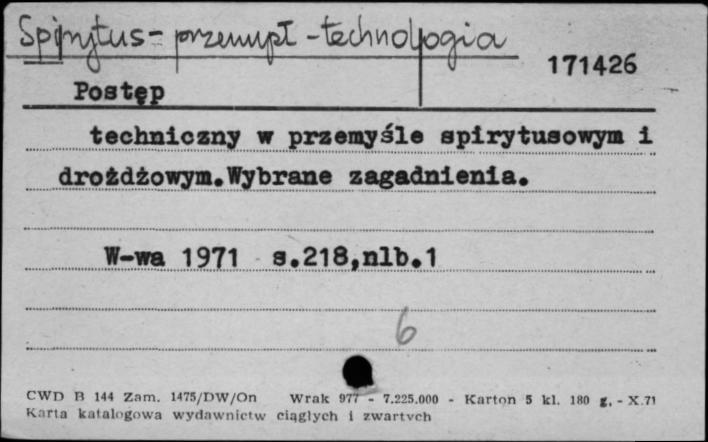 Spirytus - przemysł - technologia
171426
Postęp
techniczny w przemyśle spirytusowym i
drożdżowym.Wybrane zagadnienia.
W-wa 1971 s.218,nlb.1
6
CWD B 144 Zam. 1475/DW/On Wrak 977 - 7.225.000 - Karton 5 kl. 180 g. - X.71
Karta katalogowa wydawnictw ciągłych i zwartych